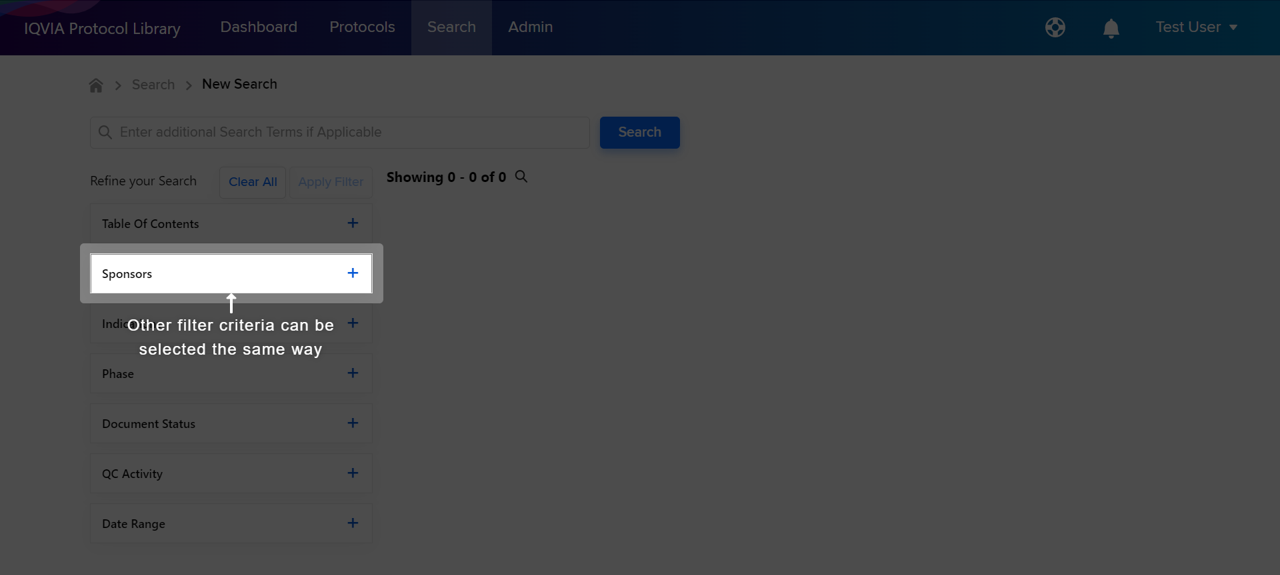 IQVIA Protocol Library
Dashboard
Protocols
Search
Admin
Test User
Search
New Search
Enter additional Search Terms if Applicable
Search
Refine your Search
Clear All
Apply Filter
Showing 0 - 0 of 0
Table Of Contents
Sponsors
Other filter criteria can be
selected the same way
Phase
Document Status
QC Activity
Date Range